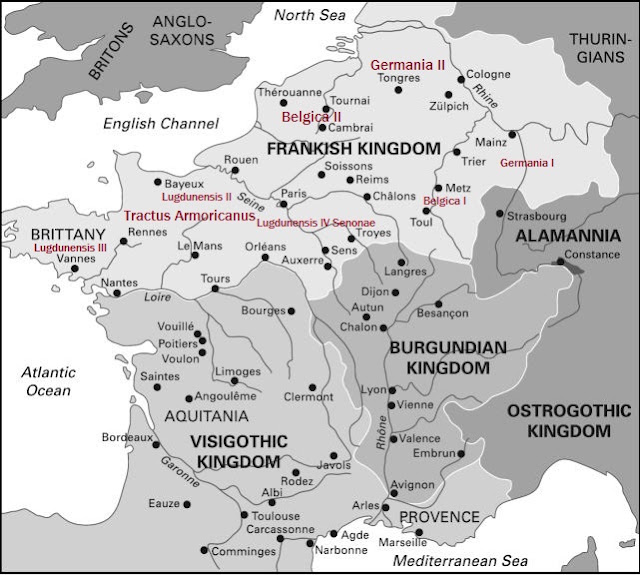 North Sea
ANGLO-
SAXONS
BRITONS
THURIN-
GIANS
Germania II
Cologne
Tongres
Rhine
Thérouanne
Tournai
Zülpich
Belgica II
English Channel
Cambrai
Mainz
FRANKISH KINGDOM
Rouen
Soissons
Trier
Germania I
Reims
Bayeux
Paris
Metz
Lugdunensis II
Seine
Châlons
Belgica I
Tractus Armoricanus
Lugdunensis IV Senonae
Toul
Strasbourg
BRITTANY
Rennes
Troyes
ALAMANNIA
Lugdunensis III
Le Mans
Orléans
Sens
Constance
Vannes
Auxerre
Langres
Nantes
Tours
Dijon
Loire
Bourges
Autun
Besançon
Vouillé
Chalon
Poitiers
BURGUNDIAN
KINGDOM
Voulon
Atlantic
Ocean
Limoges
Saintes
Clermont
Lyon
Angoulême
Vienne
OSTROGOTHIC
KINGDOM
AQUITANIA
Bordeaux
VISIGOTHIC
KINGDOM
Rhône
Valence
Embrun
Garonne
Javols
Rodez
Avignon
Albi
Eauze
Arles
Toulouse
PROVENCE
Carcassonne
Agde
Marseille
Comminges
Narbonne
Mediterranean Sea